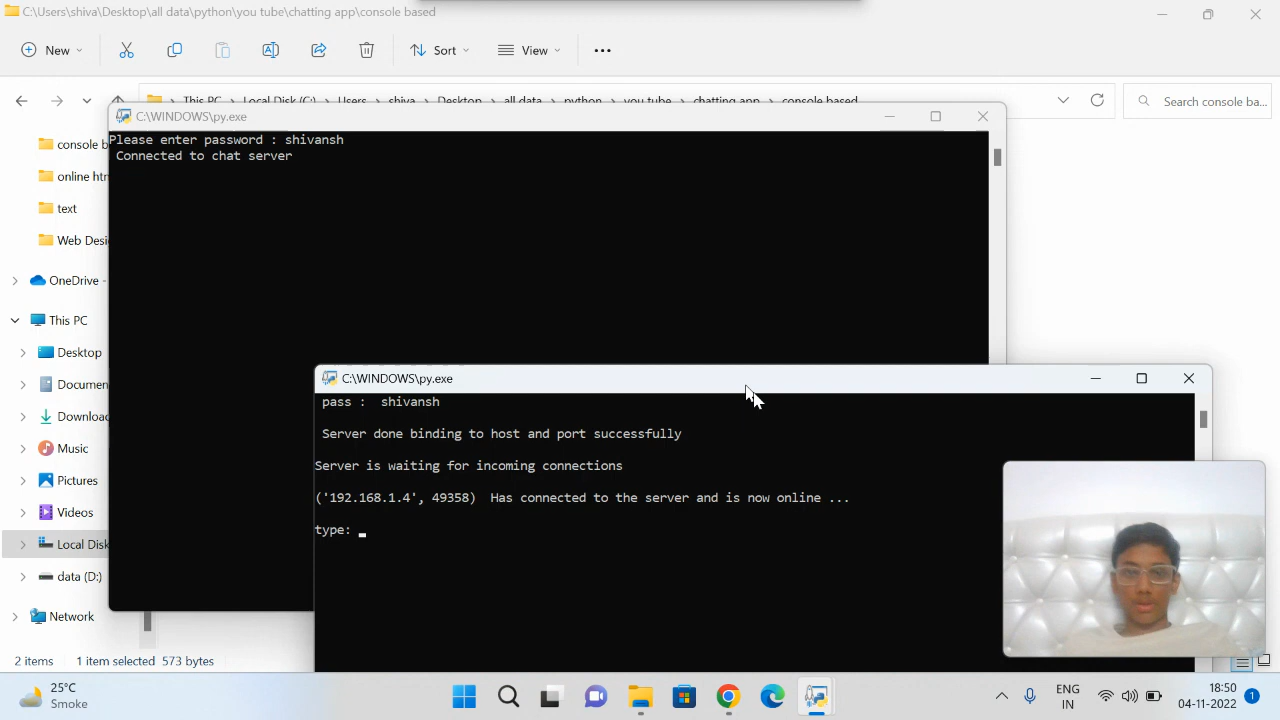 C:\Users\shiva\Desktop\all data\python\you tube\chatting app\console based
New
Sort
View
This PC > Local Disk (C:) > Users > shiva > Desktop > all data > python > you tube > chatting app > console based
Search console ba...
C:\WINDOWS\py.exe
Please enter password : shivansh
Connected to chat server
console b
online htm
text
Web Desi
OneDrive -
This PC
Desktop
Documen
Download
Music
Pictures
Videos
Local Disk
data (D:)
Network
C:\WINDOWS\py.exe
pass : shivansh
Server done binding to host and port successfully
Server is waiting for incoming connections
('192.168.1.4', 49358) Has connected to the server and is now online ...
type:
2 items 1 item selected 573 bytes
25°C
Smoke
ENG
IN
18:50
04-11-2022
1